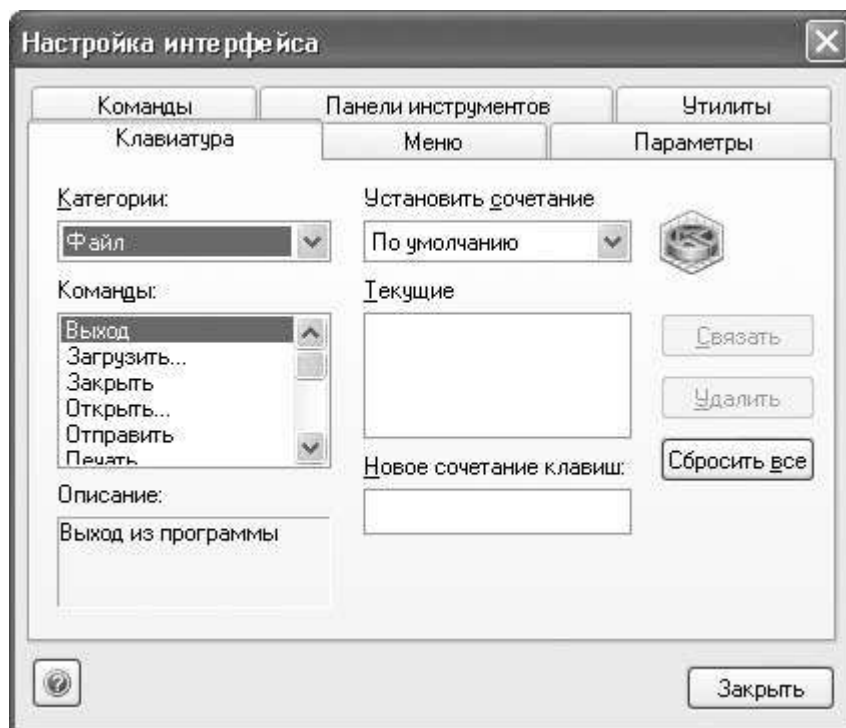 Настройка интерфейса
Команды
Панели инструментов
Утилиты
Клавиатура
Меню
Параметры
Категории:
Файл
Команды:
Выход
Загрузить...
Закрыть
Открыть...
Отправить
Печать
Описание:
Выход из программы
Установить сочетание
По умолчанию
Текущие
Новое сочетание клавиш:
Связать
Удалить
Сбросить все
Закрыть